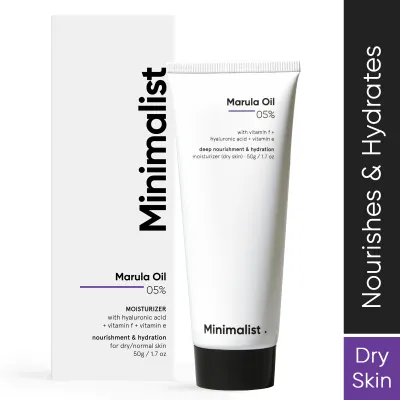 Minimalist
Marula Oil
05%
MOISTURIZER
with hyaluronic acid
+ vitamin f + vitamin e
nourishment & hydration
for dry/normal skin
50g / 1.7 oz
Marula Oil
05%
with vitamin f +
hyaluronic acid + vitamin e
deep nourishment & hydration
moisturizer (dry skin) · 50g / 1.7 oz
Minimalist .
Nourishes & Hydrates
Dry
Skin